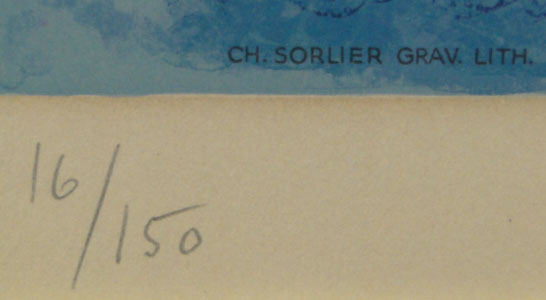 CH. SORLIER GRAV. LITH.
16/150